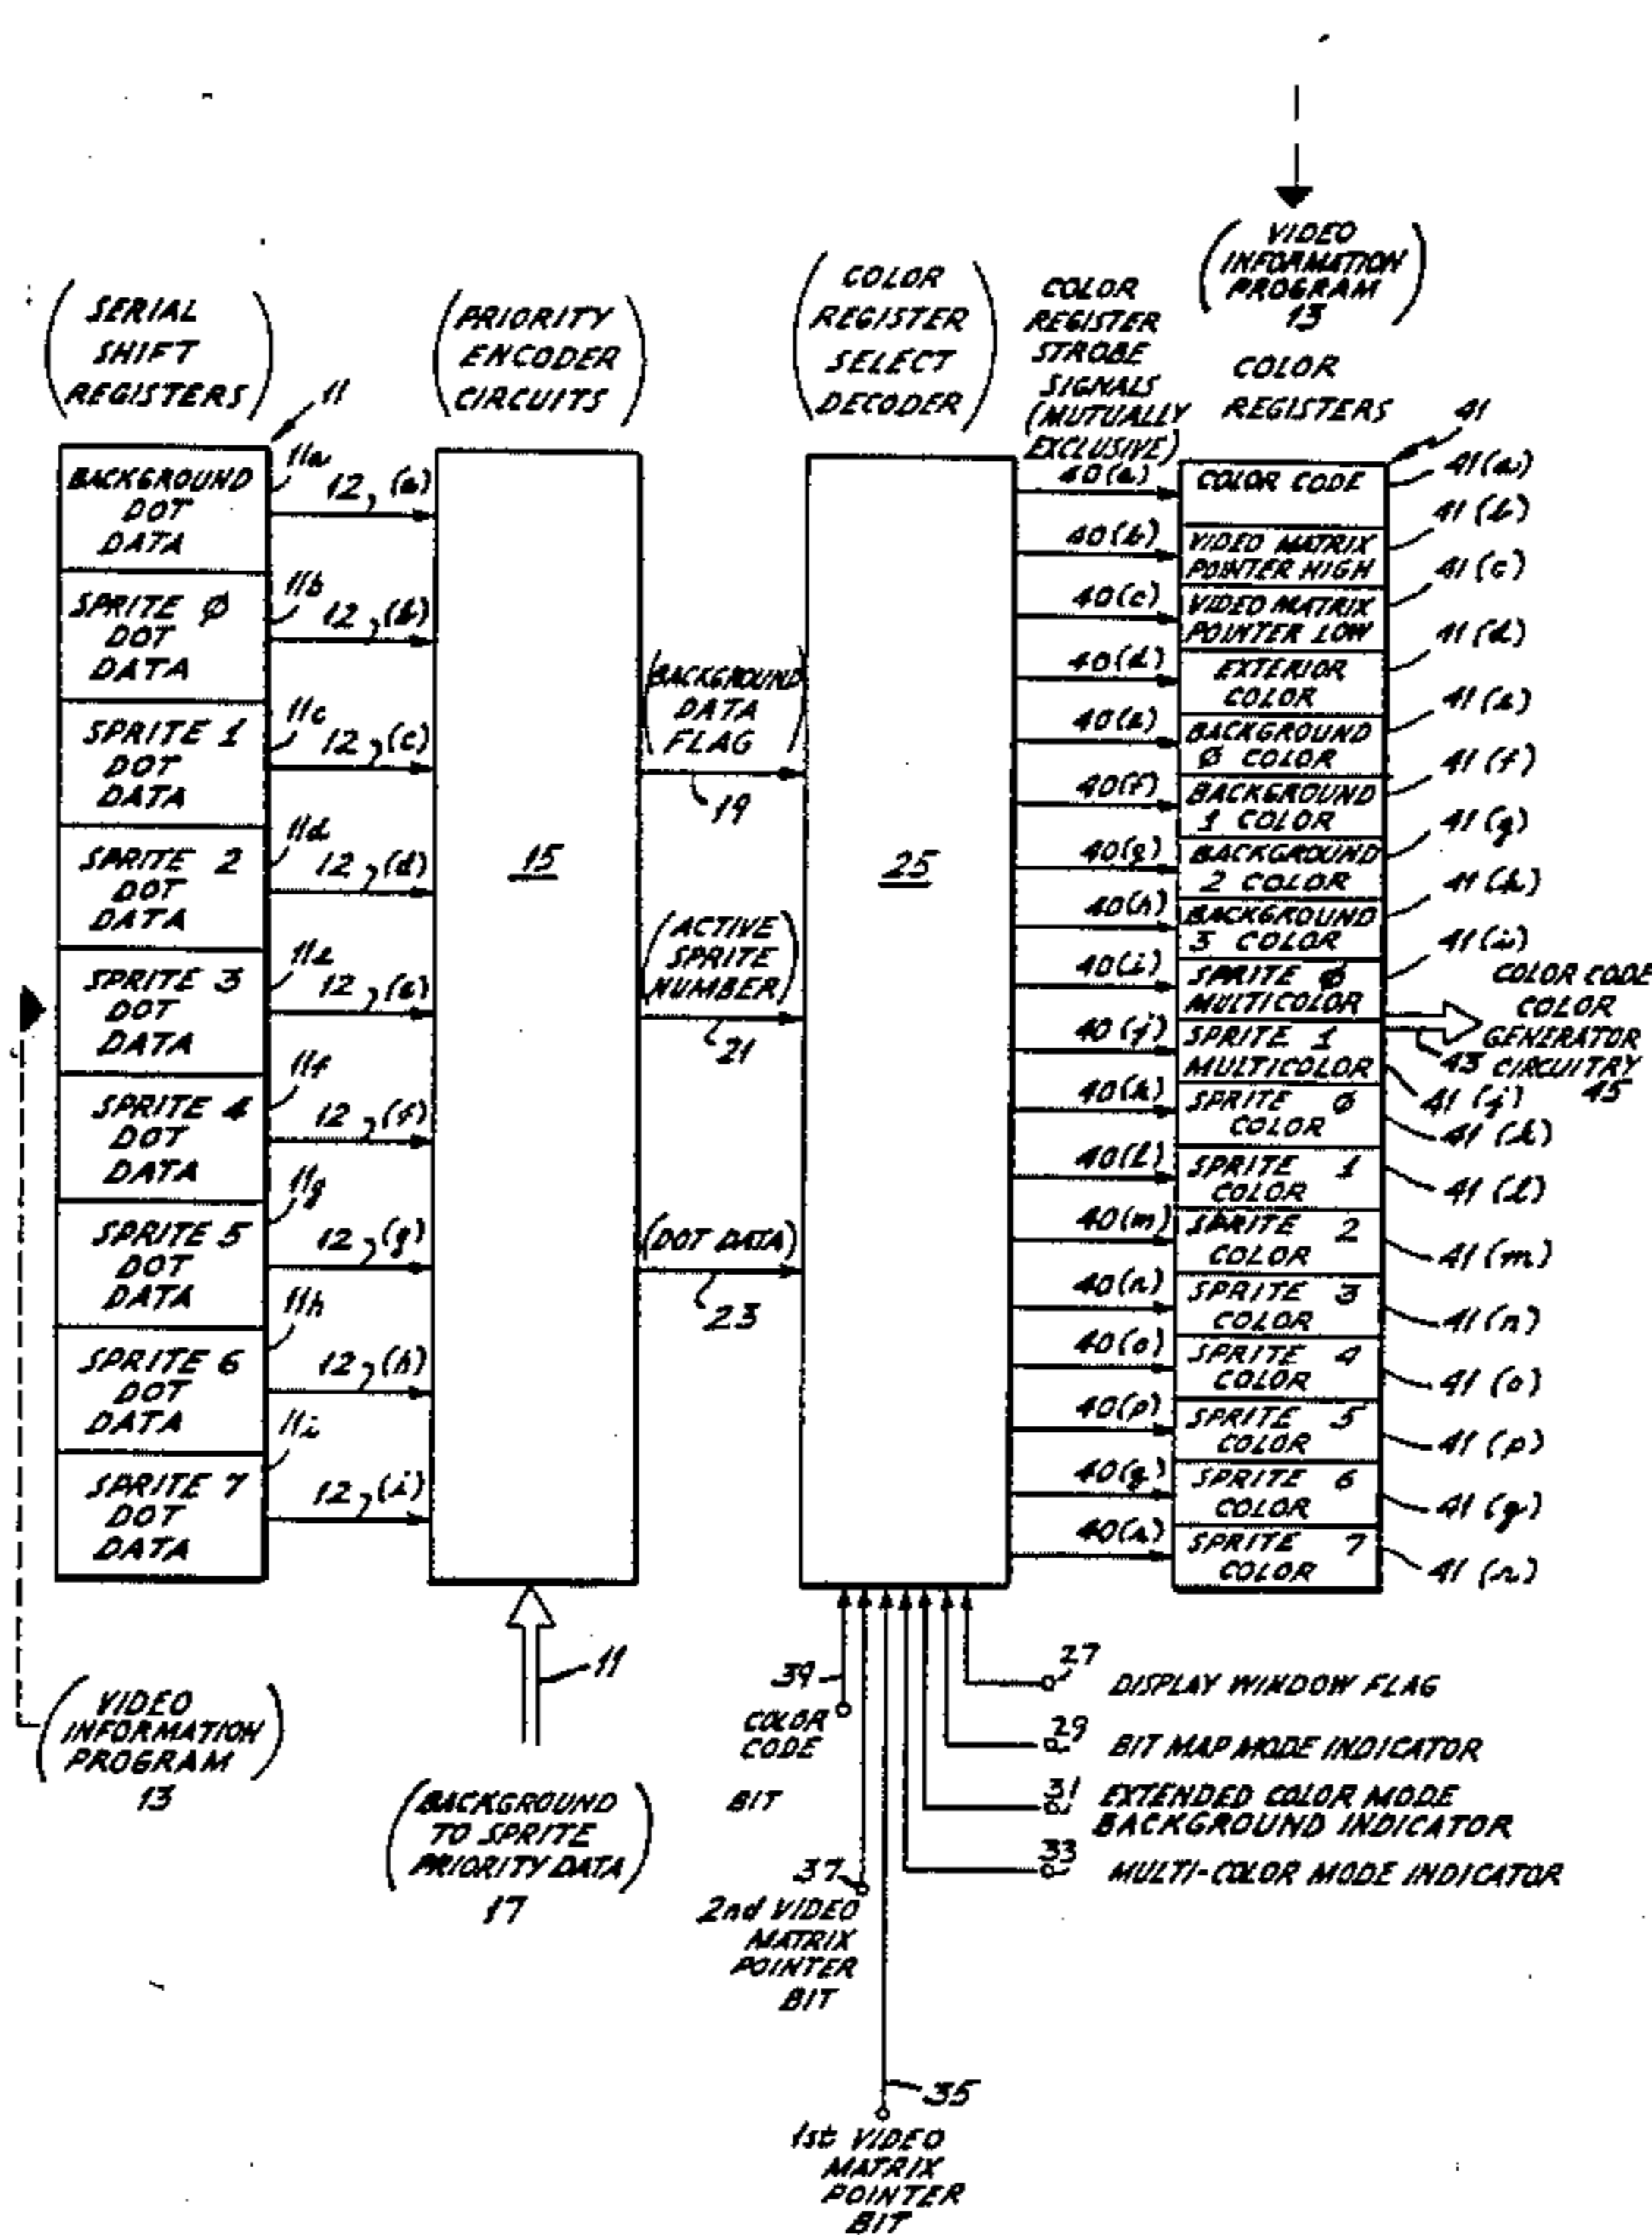 SERIAL
SHIFT
REGISTERS
11
PRIORITY
ENCODER
CIRCUITS
COLOR
REGISTER
SELECT
DECODER
COLOR
REGISTER
STROBE
SIGNALS
(MUTUALLY
EXCLUSIVE)
VIDEO
INFORMATION
PROGRAM
13
COLOR
REGISTERS
41
BACKGROUND
DOT
DATA
11a
12 (a)
SPRITE Ø
DOT
DATA
11b
12 (b)
SPRITE 1
DOT
DATA
11c
12 (c)
SPRITE 2
DOT
DATA
11d
12 (d)
SPRITE 3
DOT
DATA
11e
12 (e)
SPRITE 4
DOT
DATA
11f
12 (f)
SPRITE 5
DOT
DATA
11g
12 (g)
SPRITE 6
DOT
DATA
11h
12 (h)
SPRITE 7
DOT
DATA
11i
12 (i)
VIDEO
INFORMATION
PROGRAM
13
15
11
(BACKGROUND
TO SPRITE
PRIORITY DATA)
17
(BACKGROUND
DATA
FLAG)
19
(ACTIVE
SPRITE
NUMBER)
21
(DOT DATA)
23
25
40(a)
COLOR CODE
41(a)
40(b)
VIDEO MATRIX
POINTER HIGH
41(b)
40(c)
VIDEO MATRIX
POINTER LOW
41(c)
40(d)
EXTERIOR
COLOR
41(d)
40(e)
BACKGROUND
Ø COLOR
41(e)
40(f)
BACKGROUND
1 COLOR
41(f)
40(g)
BACKGROUND
2 COLOR
41(g)
40(h)
BACKGROUND
3 COLOR
41(h)
40(i)
SPRITE Ø
MULTICOLOR
41(i)
40(j)
SPRITE 1
MULTICOLOR
41(j)
COLOR CODE
COLOR
GENERATOR
43 CIRCUITRY
45
40(k)
SPRITE Ø
COLOR
41(k)
40(l)
SPRITE 1
COLOR
41(l)
40(m)
SPRITE 2
COLOR
41(m)
40(n)
SPRITE 3
COLOR
41(n)
40(o)
SPRITE 4
COLOR
41(o)
40(p)
SPRITE 5
COLOR
41(p)
40(q)
SPRITE 6
COLOR
41(q)
40(r)
SPRITE 7
COLOR
41(r)
39
COLOR
CODE
BIT
37
2nd VIDEO
MATRIX
POINTER
BIT
35
1st VIDEO
MATRIX
POINTER
BIT
27
DISPLAY WINDOW FLAG
29
BIT MAP MODE INDICATOR
31
EXTENDED COLOR MODE
BACKGROUND INDICATOR
33
MULTI-COLOR MODE INDICATOR